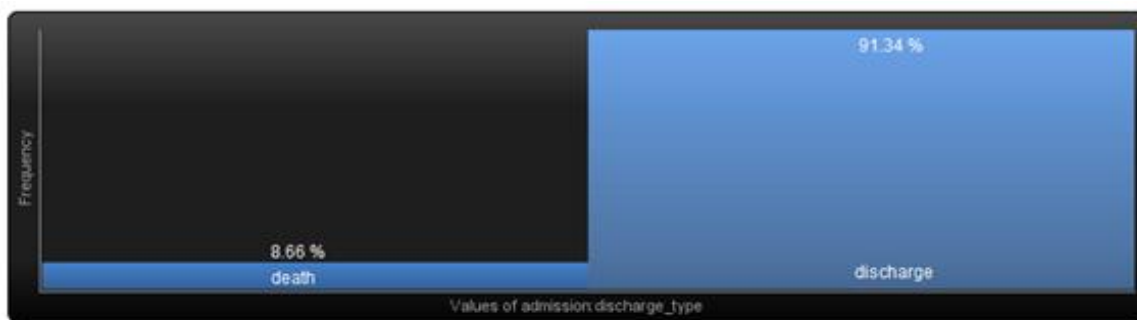 91.34 %
Frequency
8.66 %
death
discharge
Values of admission:discharge_type